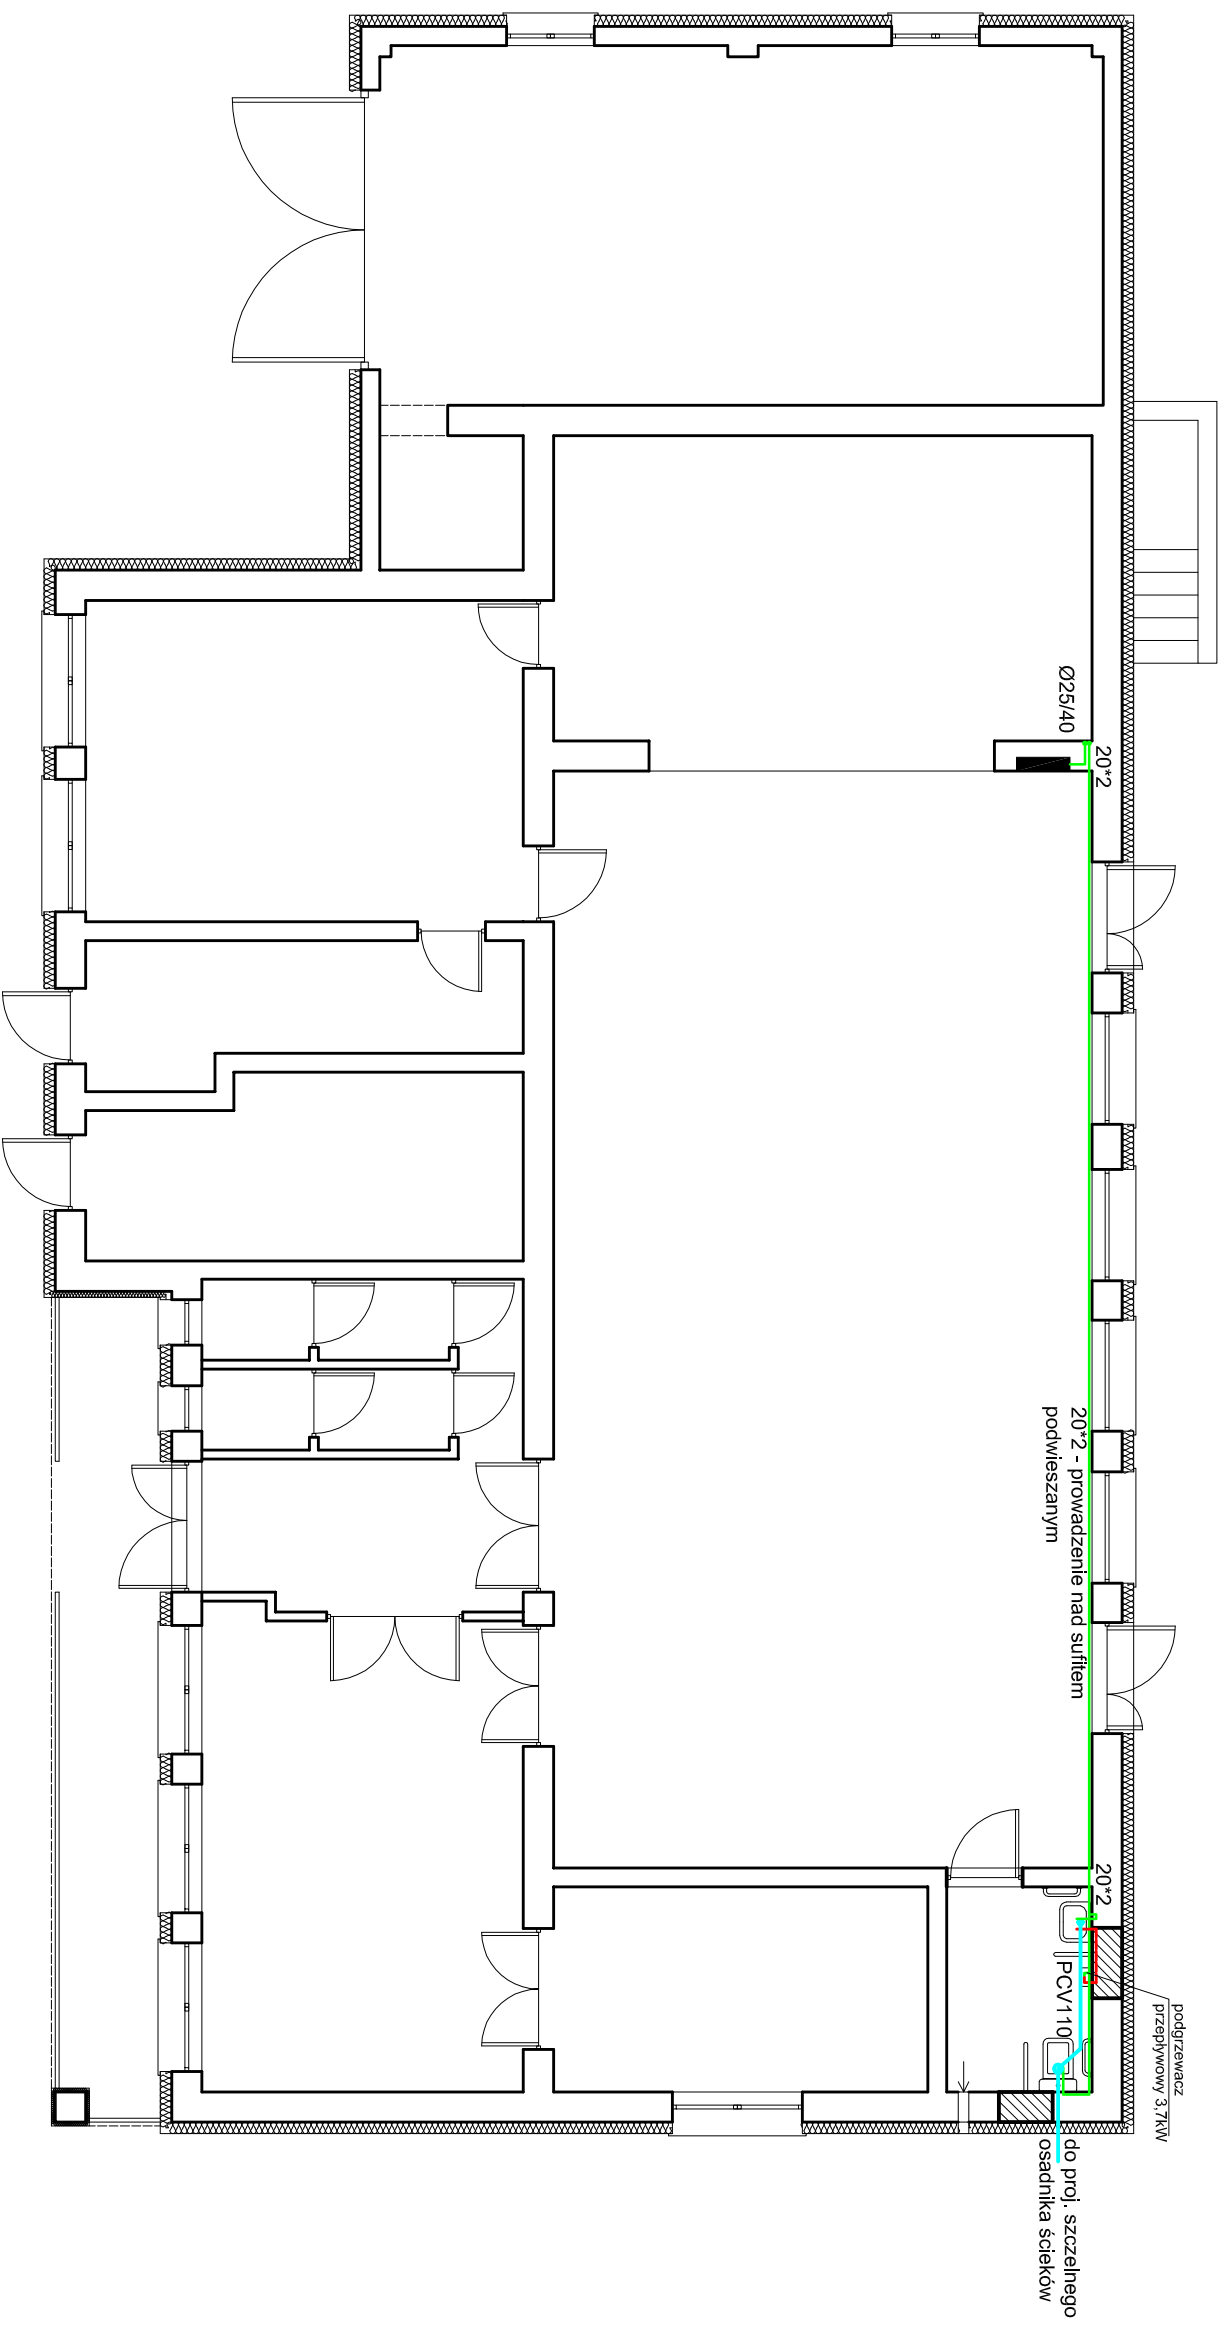 Ø25/40
20*2
20*2 - prowadzenie nad sufitem
podwieszanym
20*2
PCV110
podgrzewacz
przepływowy 3,7kW
do proj. szczelnego
osadnika ścieków